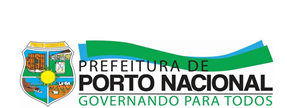 PREFEITURA DE
PORTO NACIONAL
GOVERNANDO PARA TODOS